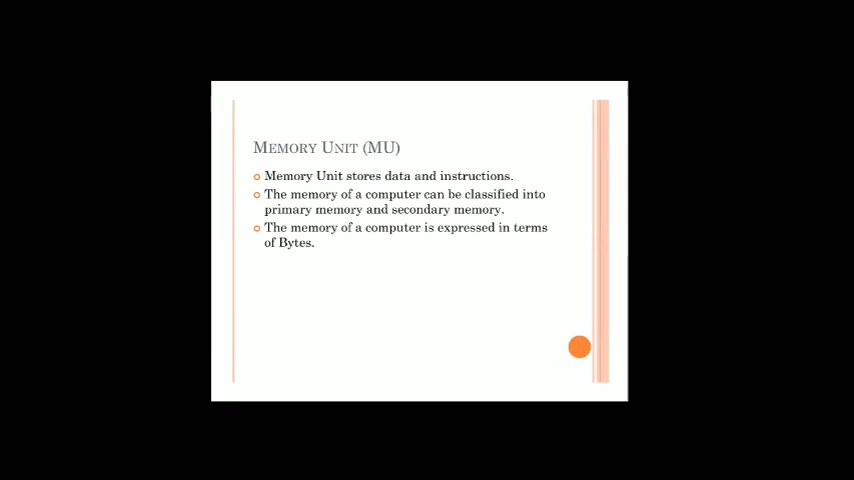 MEMORY UNIT (MU)
Memory Unit stores data and instructions.
The memory of a computer can be classified into
primary memory and secondary memory.
The memory of a computer is expressed in terms
of Bytes.